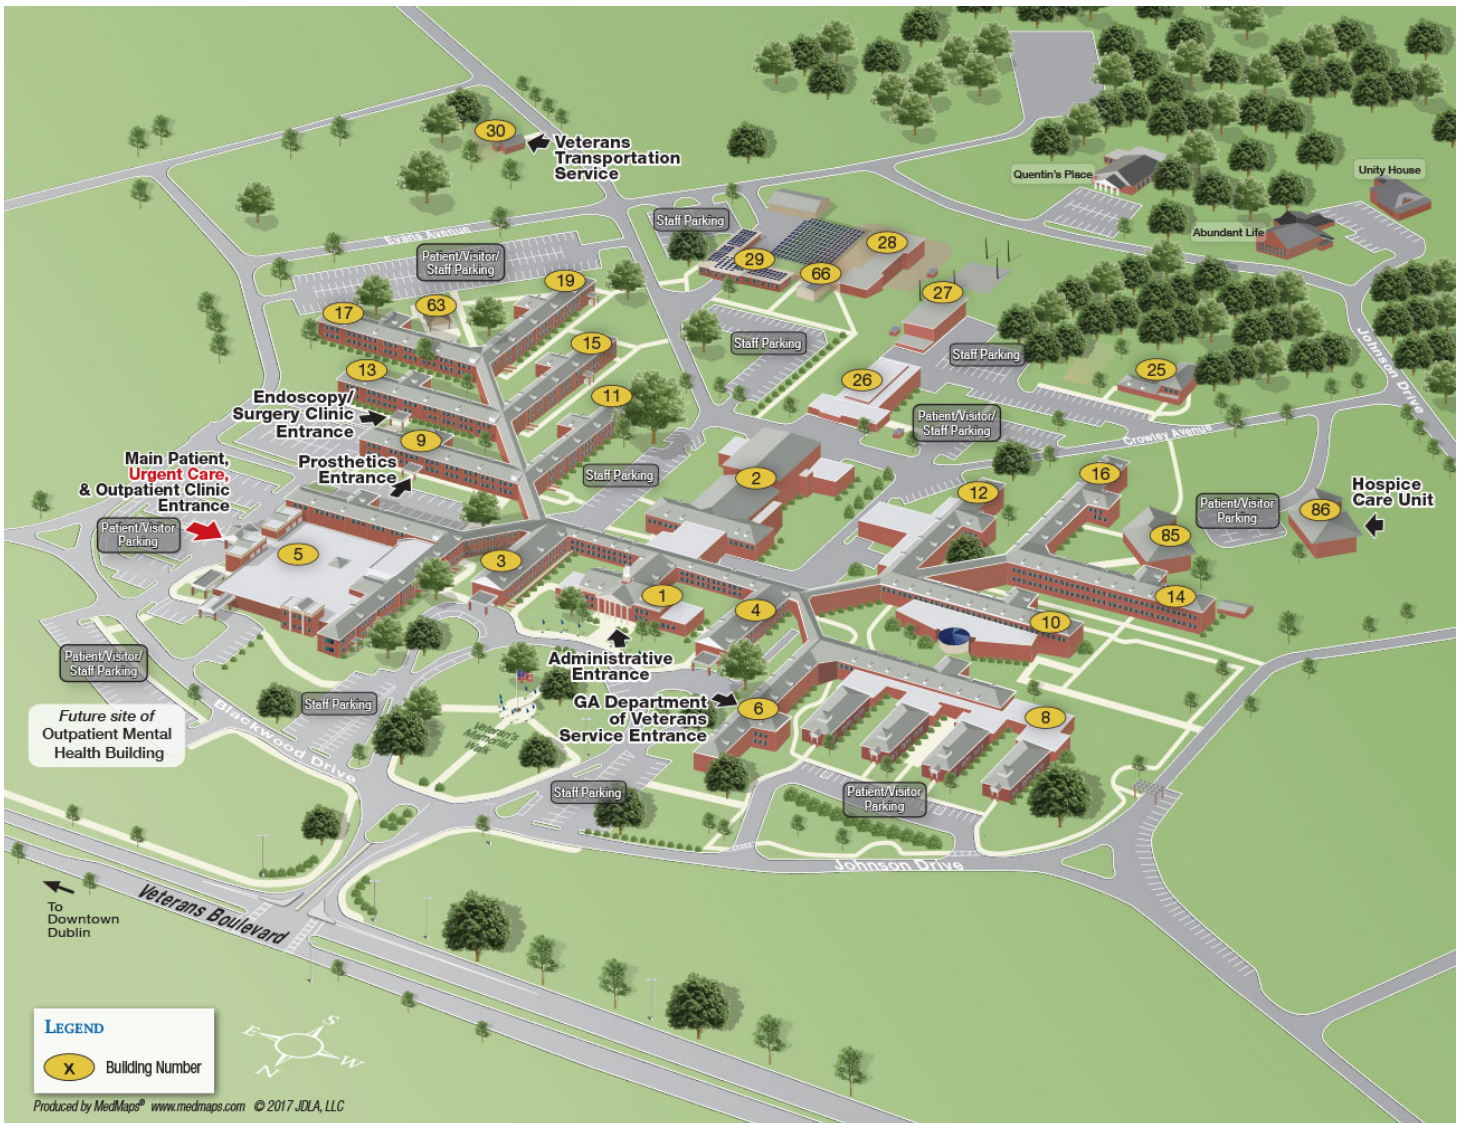 30
Veterans
Transportation
Service
Quentin's Place
Unity House
Abundant Life
Staff Parking
Evans Avenue
Patient/Visitor/
Staff Parking
28
29
66
19
27
63
17
Staff Parking
15
Staff Parking
13
26
25
Johnson Drive
11
Endoscopy/
Surgery Clinic
Entrance
Patient/Visitor/
Staff Parking
Crowley Avenue
9
Main Patient,
Urgent Care,
& Outpatient Clinic
Entrance
Prosthetics
Entrance
Staff Parking
2
12
16
Hospice
Care Unit
Patient/Visitor
Parking
86
Patient/Visitor
Parking
85
5
3
1
4
14
10
Administrative
Entrance
Patient/Visitor/
Staff Parking
GA Department
of Veterans
Service Entrance
6
8
Staff Parking
Future site of
Outpatient Mental
Health Building
Blackwood Drive
Veteran's
Memorial
Walk
Staff Parking
Patient/Visitor
Parking
Johnson Drive
To
Downtown
Dublin
Veterans Boulevard
LEGEND
X Building Number
E
S
N
W
Produced by MedMaps® www.medmaps.com © 2017 JDLA, LLC